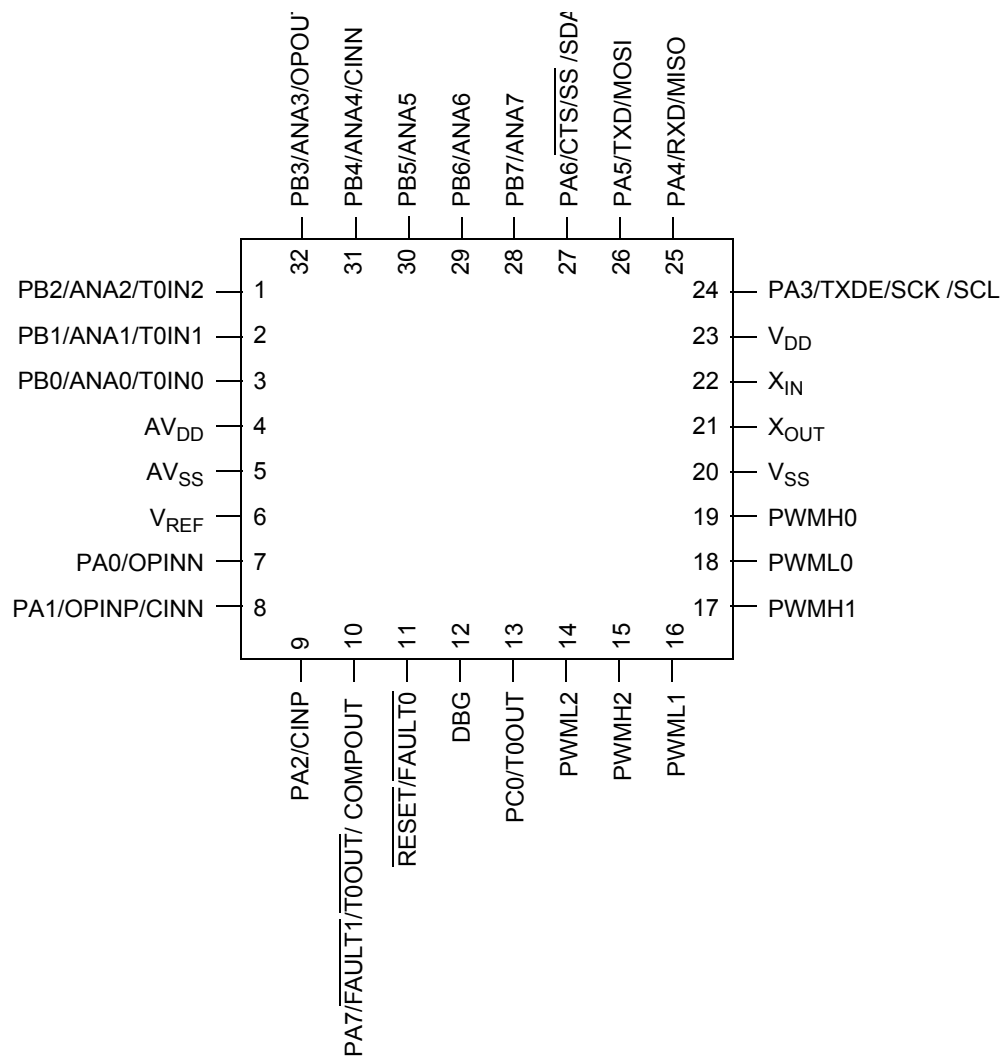 PB3/ANA3/OPOUT
PB4/ANA4/CINN
PB5/ANA5
PB6/ANA6
PB7/ANA7
PA6/CTS/SS /SDA
PA5/TXD/MOSI
PA4/RXD/MISO
32 31 30 29 28 27 26 25
PB2/ANA2/T0IN2 1
PB1/ANA1/T0IN1 2
PB0/ANA0/T0IN0 3
AVDD 4
AVSS 5
VREF 6
PA0/OPINN 7
PA1/OPINP/CINN 8
24 PA3/TXDE/SCK /SCL
23 VDD
22 XIN
21 XOUT
20 VSS
19 PWMH0
18 PWML0
17 PWMH1
9 10 11 12 13 14 15 16
PA2/CINP
PA7/FAULT1/T0OUT/ COMPOUT
RESET/FAULT0
DBG
PC0/T0OUT
PWML2
PWMH2
PWML1